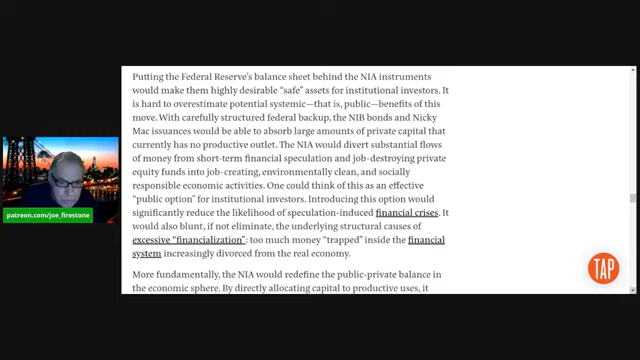 Putting the Federal Reserve's balance sheet behind the NIA instruments
would make them highly desirable “safe” assets for institutional investors. It
is hard to overestimate potential systemic—that is, public—benefits of this
move. With carefully structured federal backup, the NIB bonds and Nicky
Mac issuances would be able to absorb large amounts of private capital that
currently has no productive outlet. The NIA would divert substantial flows
of money from short-term financial speculation and job-destroying private
equity funds into job-creating, environmentally clean, and socially
responsible economic activities. One could think of this as an effective
“public option” for institutional investors. Introducing this option would
significantly reduce the likelihood of speculation-induced financial crises. It
would also blunt, if not eliminate, the underlying structural causes of
excessive “financialization”: too much money “trapped” inside the financial
system increasingly divorced from the real economy.
More fundamentally, the NIA would redefine the public-private balance in
the economic sphere. By directly allocating capital to productive uses, it
patreon.com/joe_firestone
TAP